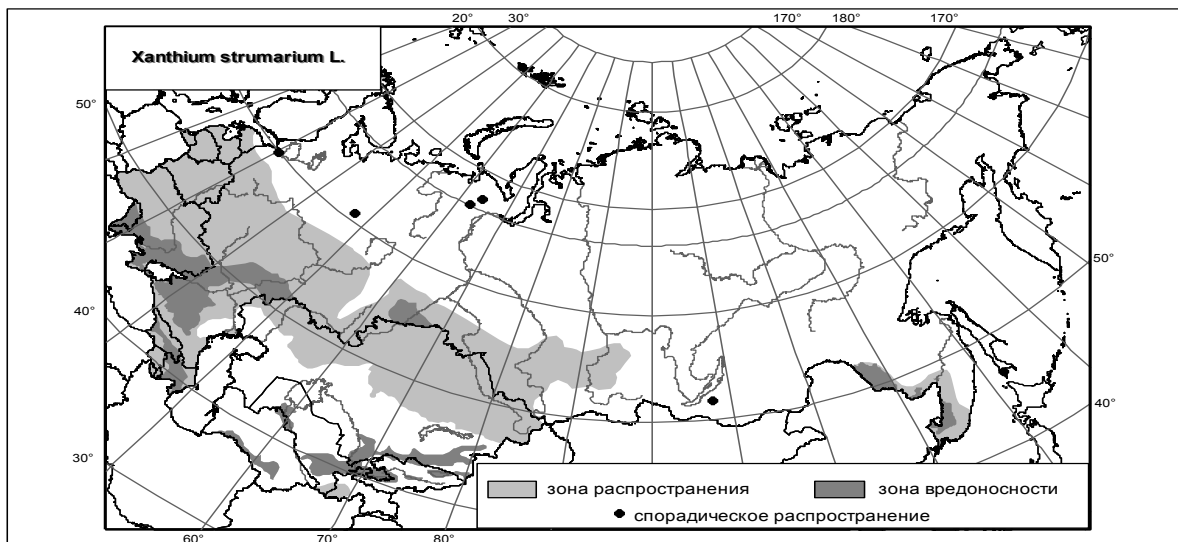 20° 30° 170° 180° 170°
Xanthium strumarium L.
50°
50°
40°
40°
30°
зона распространения зона вредоносности
спорадическое распространение
60° 70° 80°